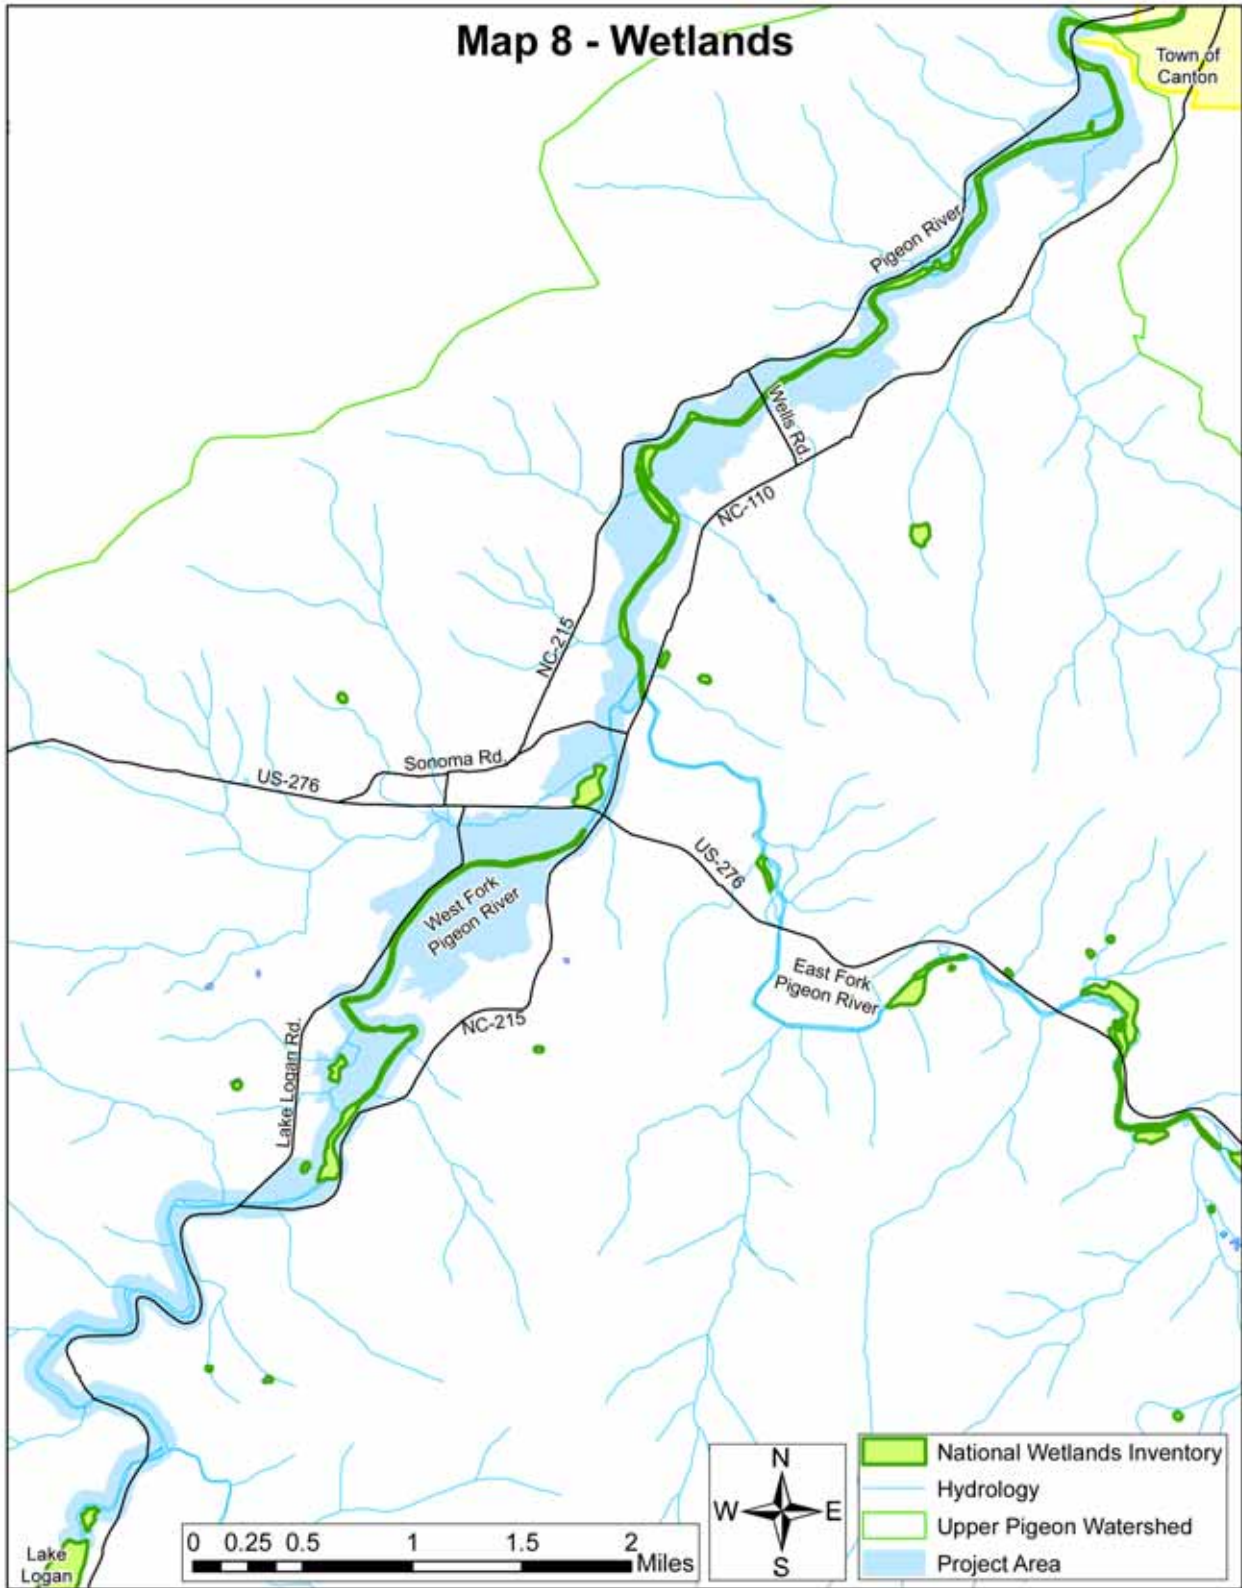 Map 8 - Wetlands
Town of
Canton
Pigeon River
Wells Rd.
NC-110
NC-215
Sonoma Rd.
US-276
US-276
West Fork
Pigeon River
East Fork
Pigeon River
NC-215
Lake Logan Rd.
Lake
Logan
0 0.25 0.5 1 1.5 2
Miles
N
W E
S
National Wetlands Inventory
Hydrology
Upper Pigeon Watershed
Project Area